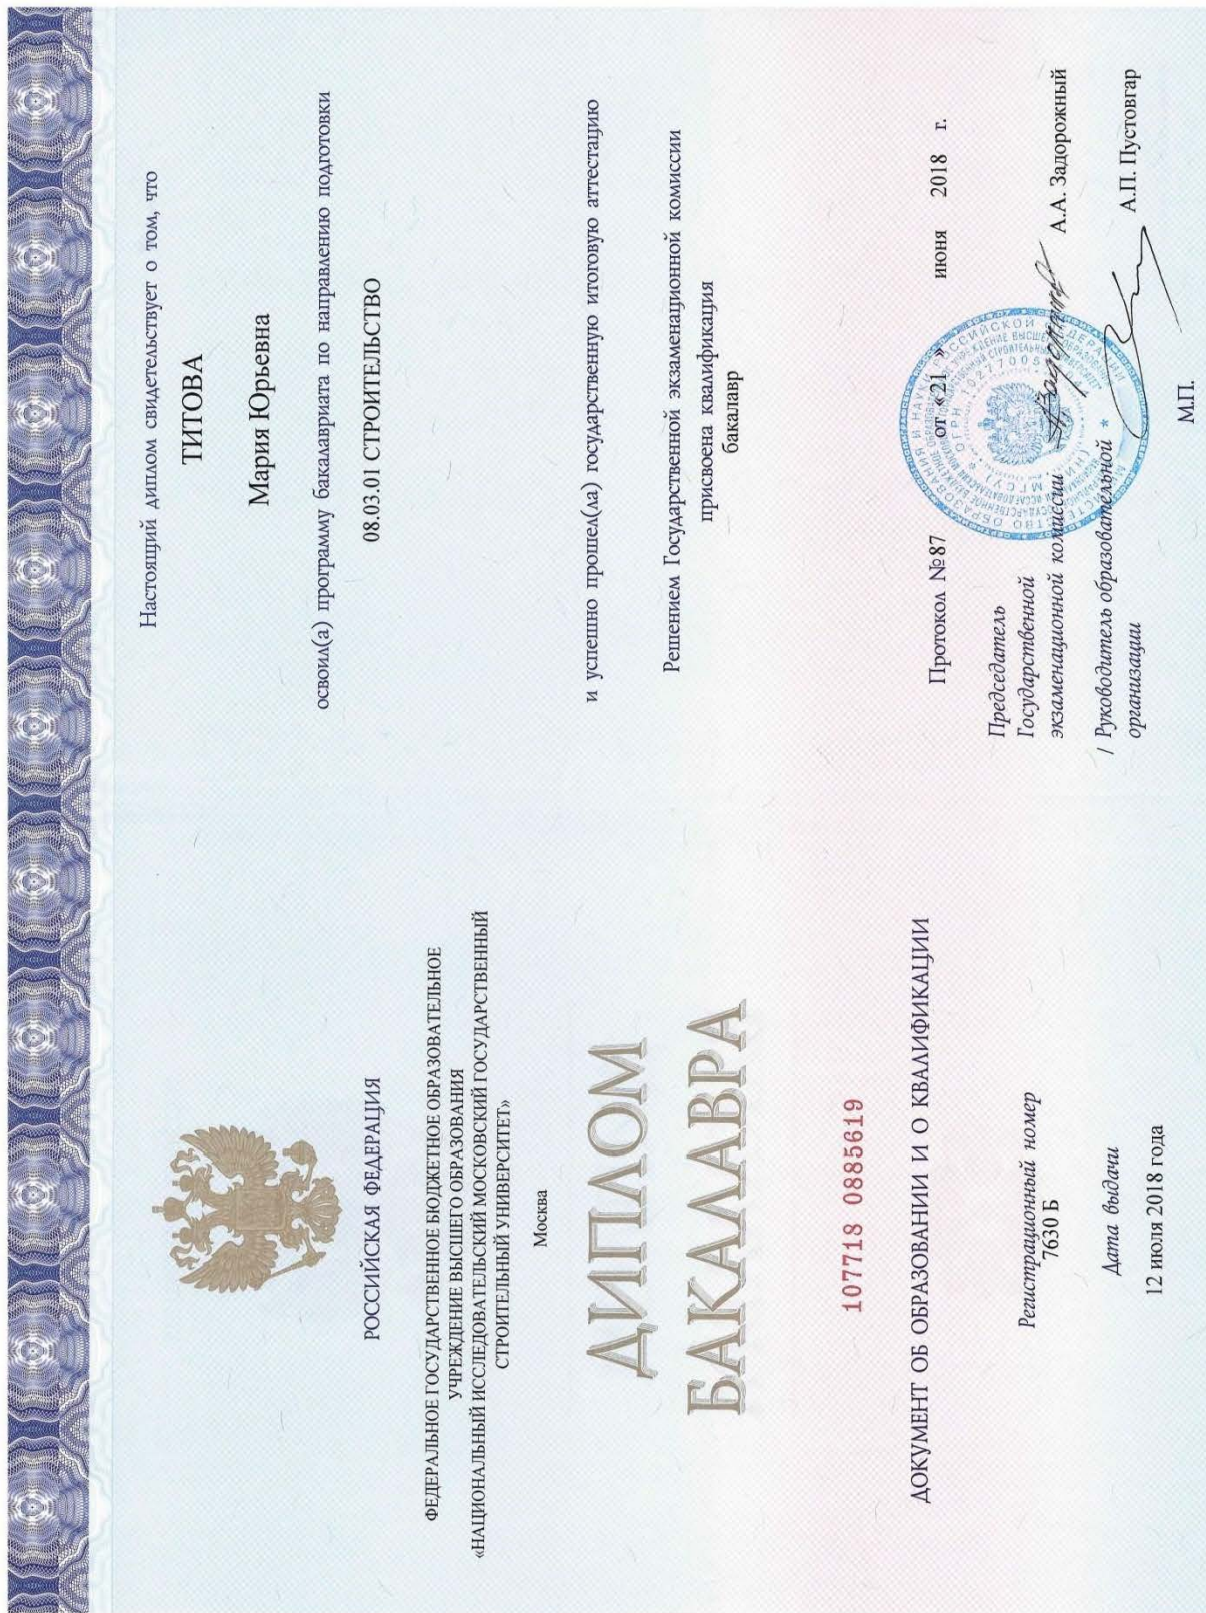 РОССИЙСКАЯ ФЕДЕРАЦИЯ
ФЕДЕРАЛЬНОЕ ГОСУДАРСТВЕННОЕ БЮДЖЕТНОЕ ОБРАЗОВАТЕЛЬНОЕ
УЧРЕЖДЕНИЕ ВЫСШЕГО ОБРАЗОВАНИЯ
«НАЦИОНАЛЬНЫЙ ИССЛЕДОВАТЕЛЬСКИЙ МОСКОВСКИЙ ГОСУДАРСТВЕННЫЙ
СТРОИТЕЛЬНЫЙ УНИВЕРСИТЕТ»
Москва
ДИПЛОМ
БАКАЛАВРА
107718 0885619
ДОКУМЕНТ ОБ ОБРАЗОВАНИИ И О КВАЛИФИКАЦИИ
Регистрационный номер
7630 Б
Дата выдачи
12 июля 2018 года
Настоящий диплом свидетельствует о том, что
ТИТОВА
Мария Юрьевна
освоил(а) программу бакалавриата по направлению подготовки
08.03.01 СТРОИТЕЛЬСТВО
и успешно прошел(ла) государственную итоговую аттестацию
Решением Государственной экзаменационной комиссии
присвоена квалификация
бакалавр
Протокол №87 от «21 » июня 2018 г.
Председатель
Государственной
экзаменационной комиссии А.А. Задорожный
/ Руководитель образовательной
организации А.П. Пустовгар
М.П.